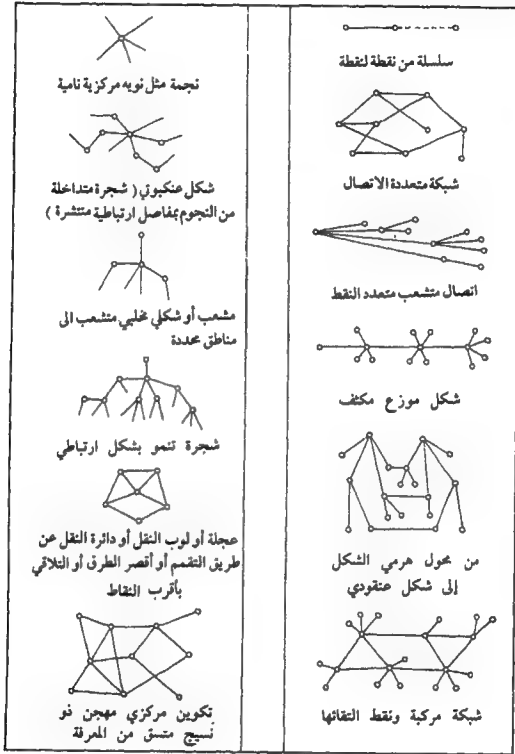 سلسلة من نقطة لنقطة
شبكة متعددة الاتصال
اتصال متشعب متعدد النقط
شكل موزع مكثف
من محول هرمي الشكل
إلى شكل عنقودي
شبكة مركبة ونقط التقائها
نجمة مثل نويه مركزية نامية
شكل عنكبوتي ( شجرة متداخلة
من النجوم بمفاصل ارتباطية منتشرة )
مشعب أو شكلي مخلبي متشعب الى
مناطق محددة
شجرة تنمو بشكل ارتباطي
عجلة أو لوب النقل أو دائرة النقل عن
طريق التقمم أو أقصر الطرق أو التلاقي
بأقرب النقاط
تكوين مركزي مهجن ذو
نسيج متسق من المعرفة